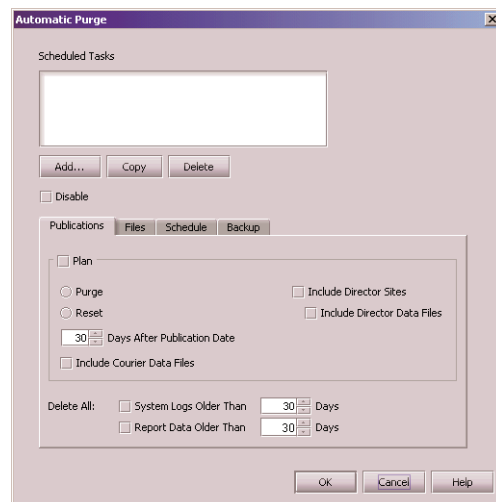 Automatic Purge
Scheduled Tasks
Add... Copy Delete
Disable
Publications Files Schedule Backup
Plan
Purge Include Director Sites
Reset Include Director Data Files
30 Days After Publication Date
Include Courier Data Files
Delete All: System Logs Older Than 30 Days
Report Data Older Than 30 Days
OK Cancel Help